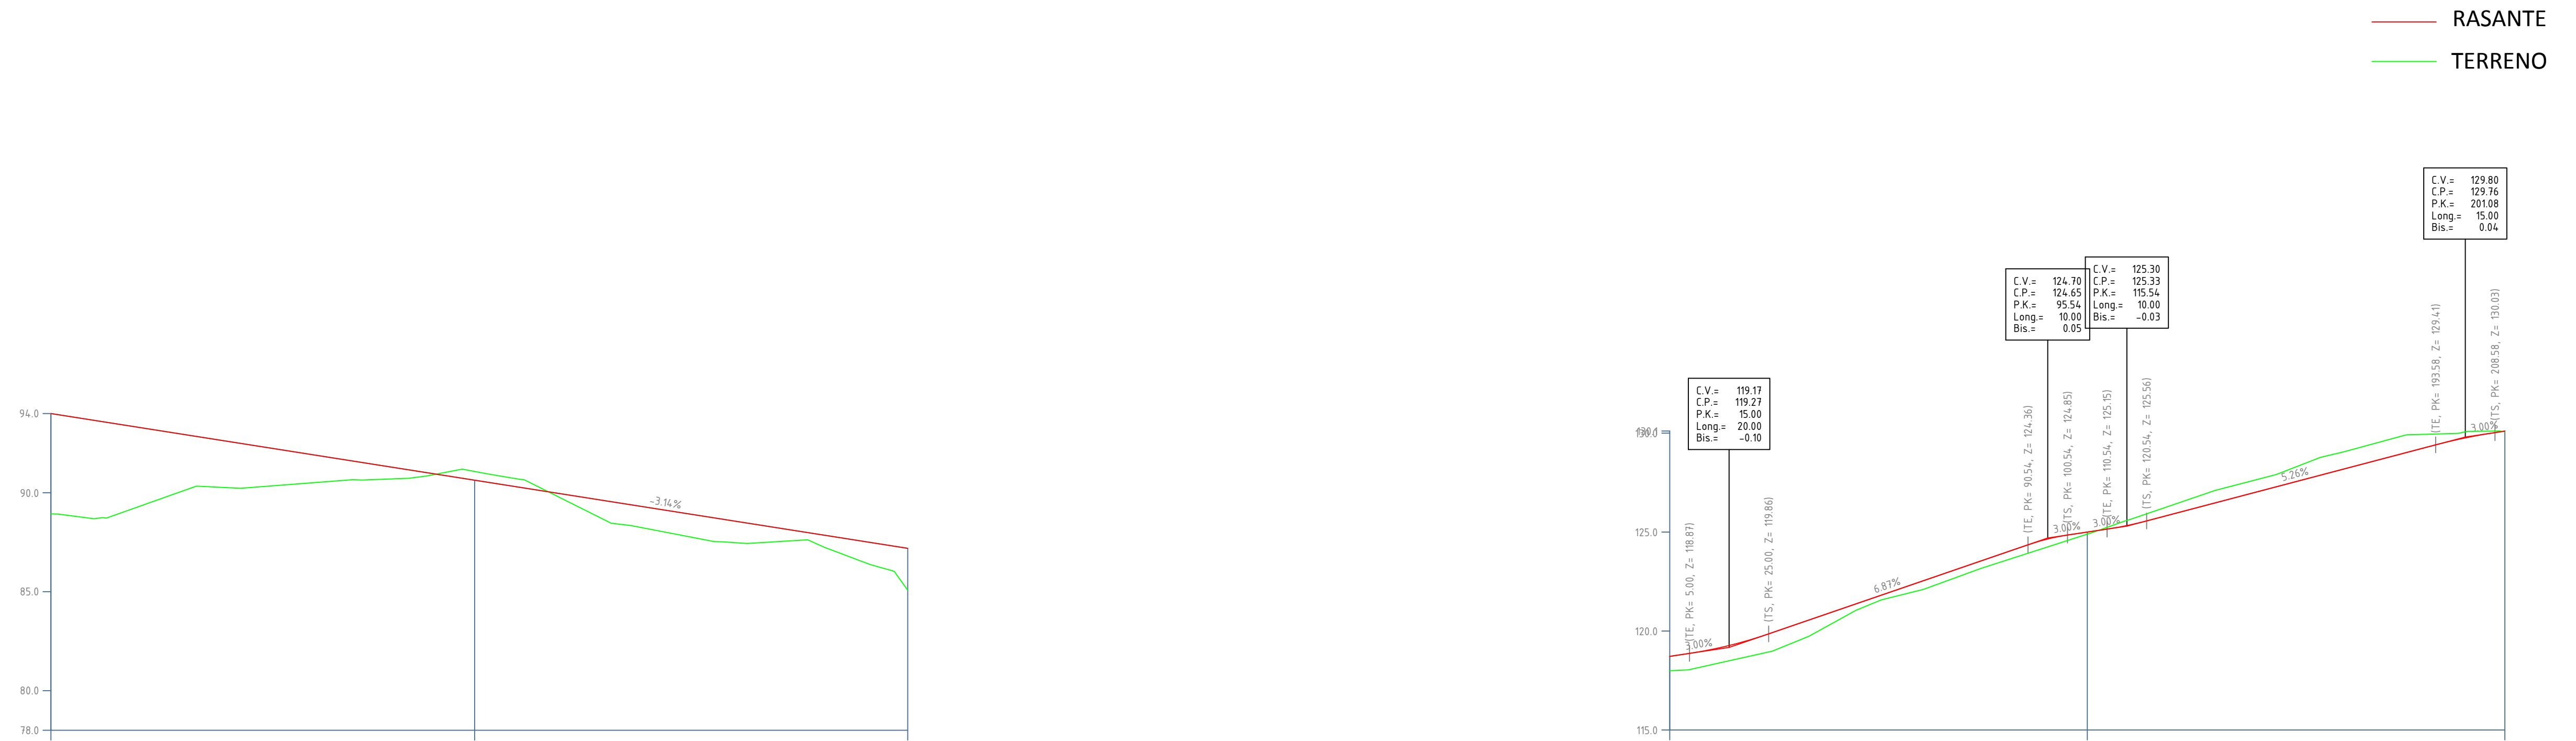 RASANTE
TERRENO
94.0
90.0
85.0
80.0
78.0
-3.14%
130.1
130.0
125.0
120.0
115.0
C.V.= 119.17
C.P.= 119.27
P.K.= 15.00
Long.= 20.00
Bis.= -0.10
C.V.= 124.70
C.P.= 124.65
P.K.= 95.54
Long.= 10.00
Bis.= 0.05
C.V.= 125.30
C.P.= 125.33
P.K.= 115.54
Long.= 10.00
Bis.= -0.03
C.V.= 129.80
C.P.= 129.76
P.K.= 201.08
Long.= 15.00
Bis.= 0.04
(TE, PK= 5.00, Z= 118.87)
(TS, PK= 25.00, Z= 119.86)
(TE, PK= 90.54, Z= 124.36)
(TS, PK= 100.54, Z= 124.85)
(TE, PK= 110.54, Z= 125.15)
(TS, PK= 120.54, Z= 125.56)
(TE, PK= 193.58, Z= 129.41)
(TS, PK= 208.58, Z= 130.03)
3.00%
6.87%
3.00%
3.00%
5.26%
3.00%